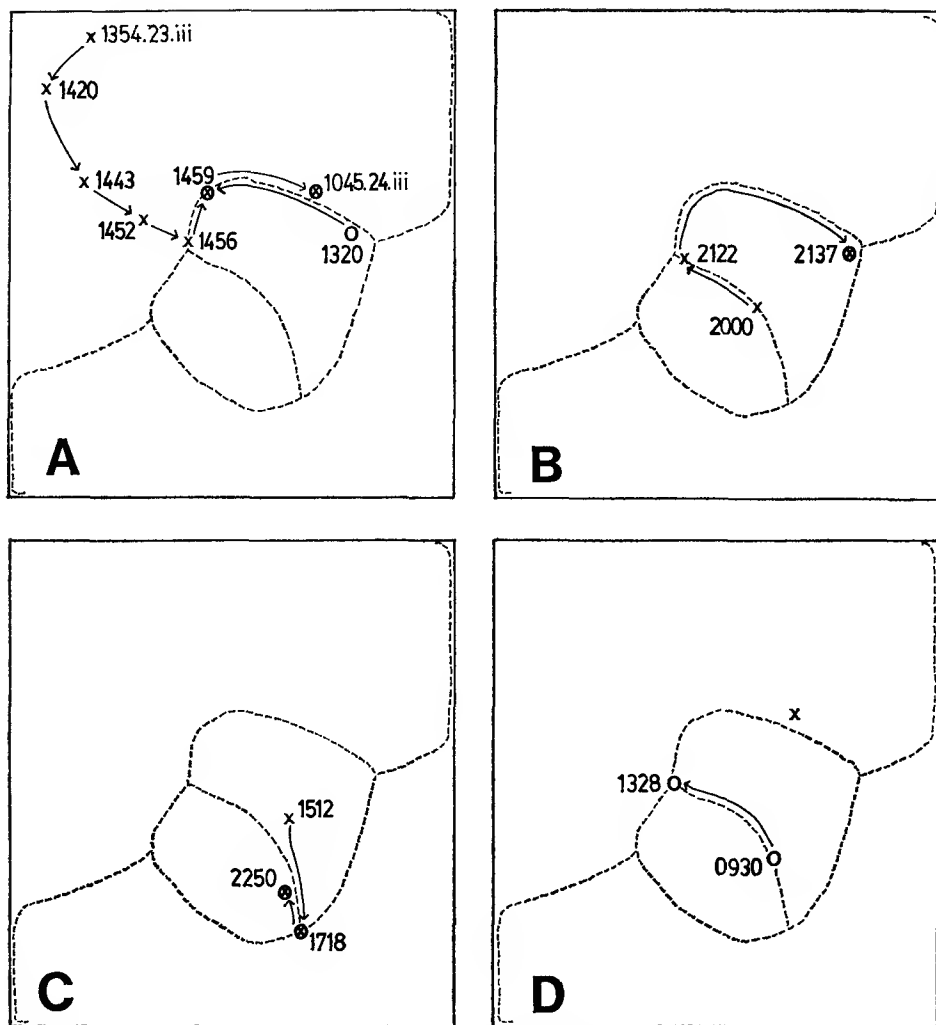 x 1354.23.iii
x 1420
x 1443
1459
1045.24.iii
1452 x
x 1456
O
1320
A
x 2122
2137
x
2000
B
x 1512
2250
1718
C
x
1328 O
O
0930
D